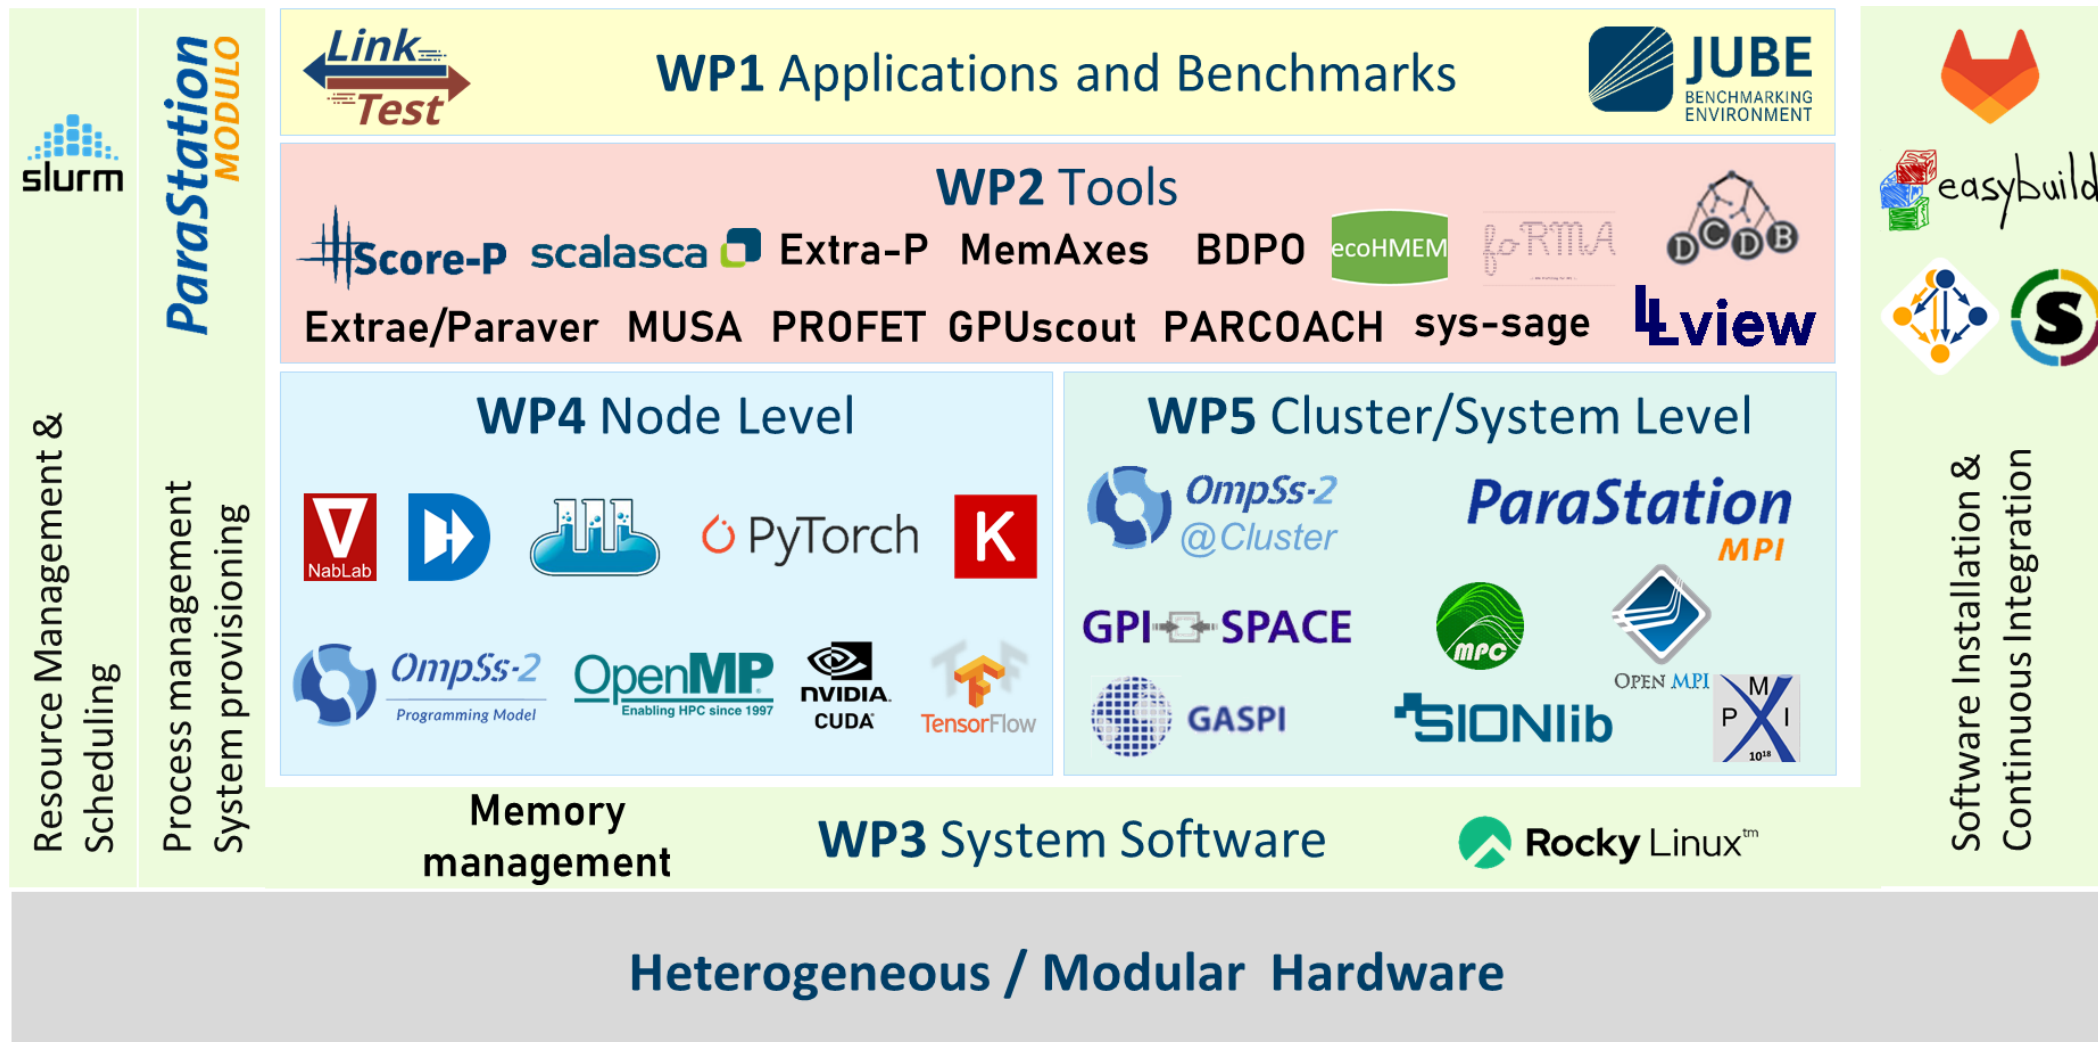 slurm
Resource Management &
Scheduling
ParaStation
MODULO
Process management
System provisioning
Link
Test
WP1 Applications and Benchmarks
JUBE
BENCHMARKING
ENVIRONMENT
WP2 Tools
Score-P
scalasca
Extra-P
MemAxes
BDPO
ecoHMEM
foRMA
DCDB
Extrae/Paraver
MUSA
PROFET
GPUscout
PARCOACH
sys-sage
LLview
WP4 Node Level
NabLab
PyTorch
K
OmpSs-2
Programming Model
OpenMP
Enabling HPC since 1997
NVIDIA.
CUDA
TF
TensorFlow
WP5 Cluster/System Level
OmpSs-2
@Cluster
ParaStation
MPI
GPI SPACE
MPC
OPEN MPI
GASPI
SIONlib
M
P I
10¹⁸
Memory
management
WP3 System Software
Rocky Linux™
easybuild
S
Software Installation &
Continuous Integration
Heterogeneous / Modular Hardware